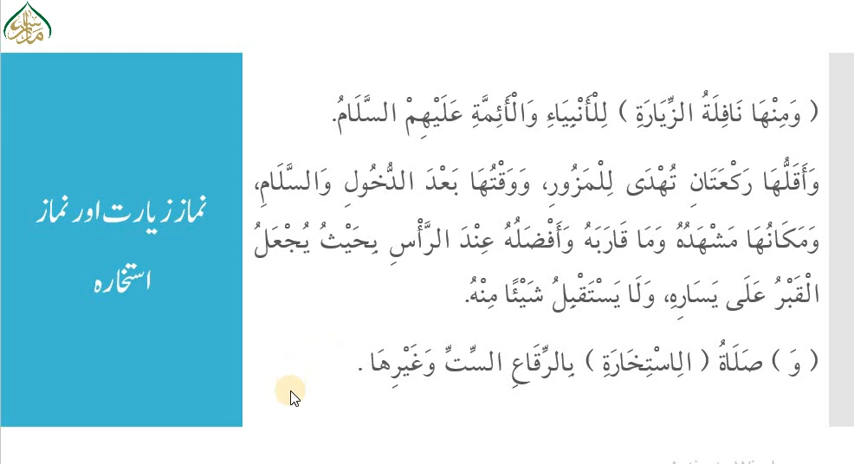 ( وَمِنْهَا نَافِلَةُ الزِّيَارَةِ ) لِلْأَنْبِيَاءِ وَالْأَئِمَّةِ عَلَيْهِمْ السَّلَامُ.
وَأَقَلُّهَا رَكْعَتَانِ تُهْدَى لِلْمَزُورِ، وَوَقْتُهَا بَعْدَ الدُّخُولِ وَالسَّلَامِ،
وَمَكَانُهَا مَشْهَدُهُ وَمَا قَارَبَهُ وَأَفْضَلُهُ عِنْدَ الرَّأْسِ بِحَيْثُ يُجْعَلُ
الْقَبْرُ عَلَى يَسَارِهِ، وَلَا يَسْتَقْبِلُ شَيْئًا مِنْهُ.
( وَ ) صَلَاةُ ( الِاسْتِخَارَةِ ) بِالرِّقَاعِ السِّتِّ وَغَيْرِهَا .
نماز زیارت اور نماز
استخارہ